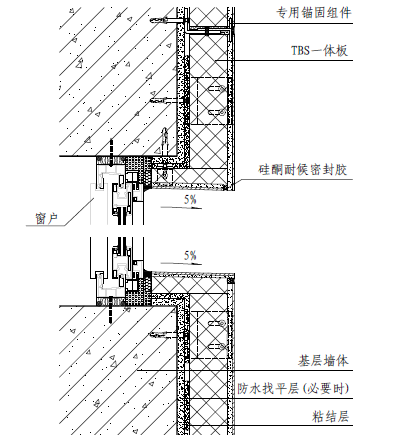 专用锚固组件
TBS一体板
硅酮耐候密封胶
5%
窗户
5%
基层墙体
防水找平层(必要时)
粘结层